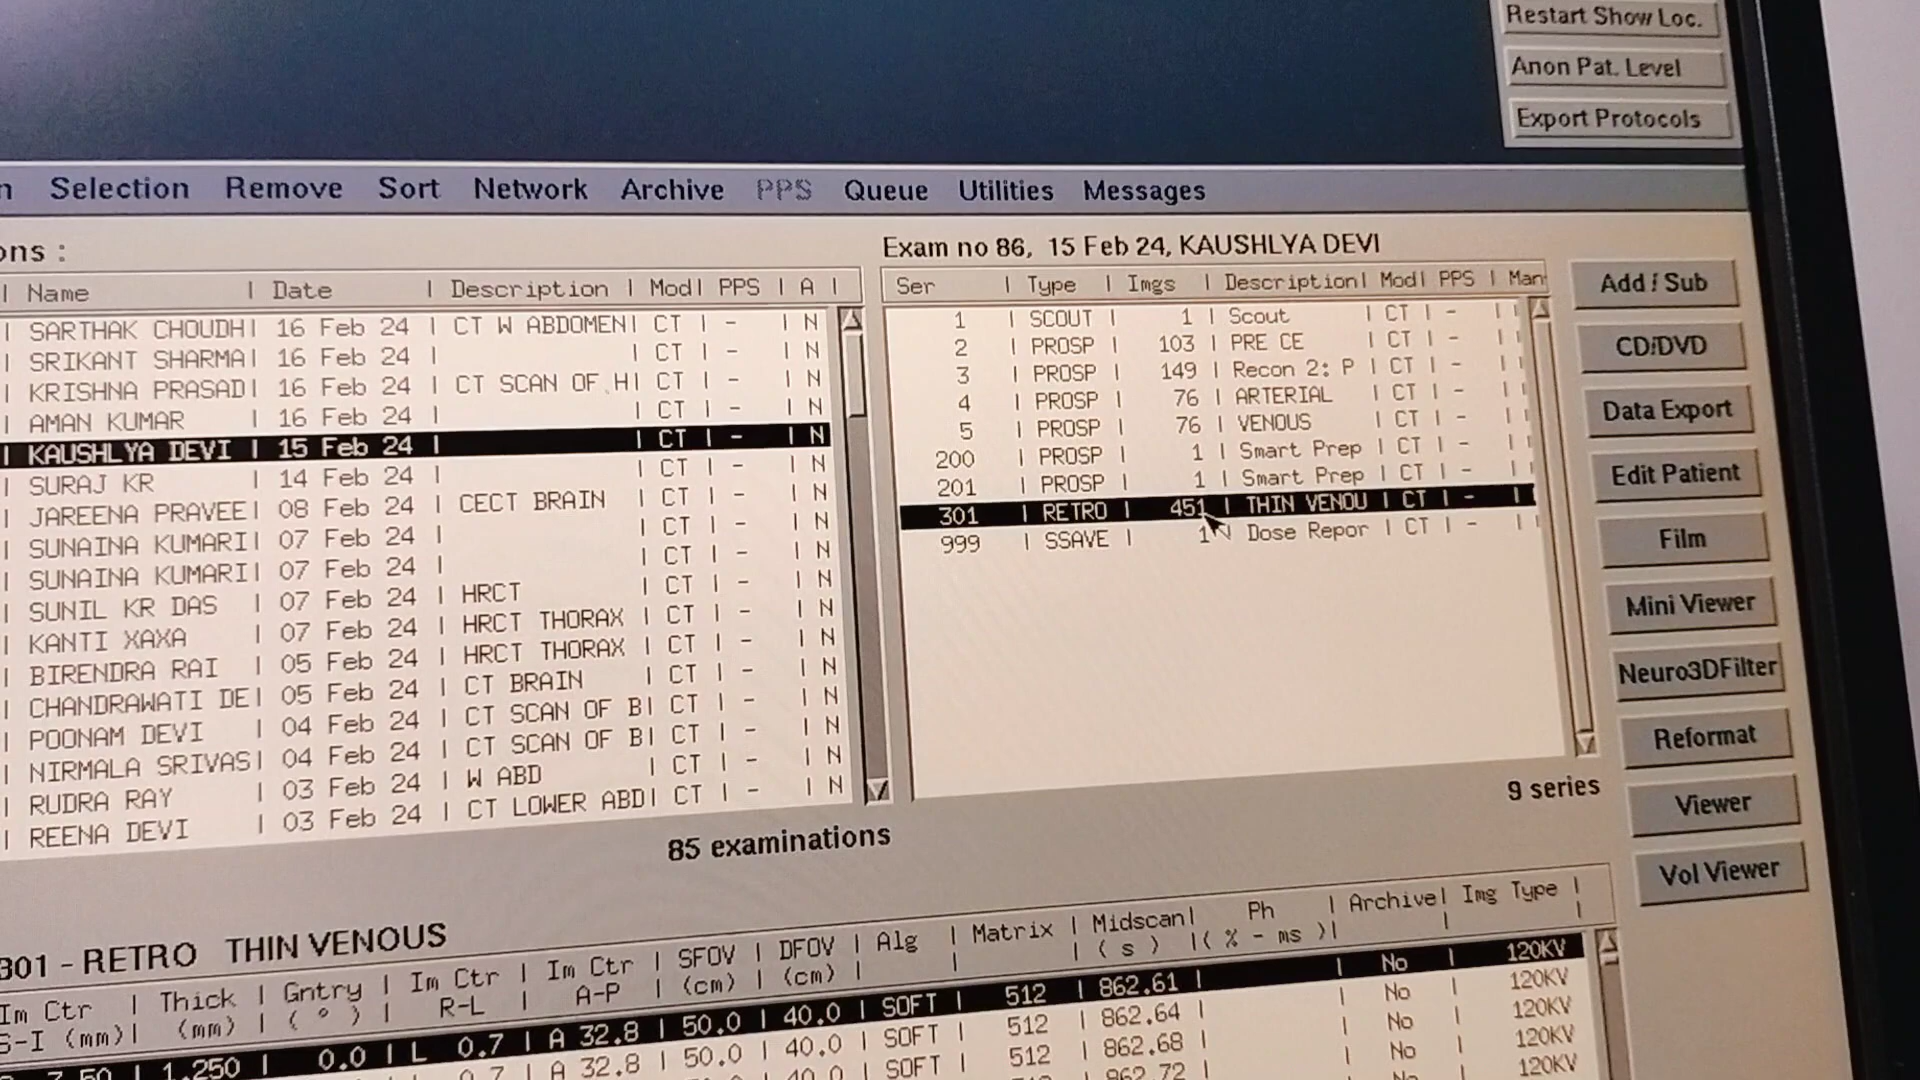 Restart Show Loc.
Anon Pat. Level
Export Protocols
n Selection Remove Sort Network Archive PPS Queue Utilities Messages
ons :
| Name | Date | Description | Mod| PPS | A |
| SARTHAK CHOUDH| 16 Feb 24 | CT W ABDOMEN| CT | - | N
| SRIKANT SHARMA| 16 Feb 24 | | CT | - | N
| KRISHNA PRASAD| 16 Feb 24 | CT SCAN OF H| CT | - | N
| AMAN KUMAR | 16 Feb 24 | | CT | - | N
| KAUSHLYA DEVI | 15 Feb 24 | | CT | - | N
| SURAJ KR | 14 Feb 24 | | CT | - | N
| JAREENA PRAVEE| 08 Feb 24 | CECT BRAIN | CT | - | N
| SUNAINA KUMARI| 07 Feb 24 | | CT | - | N
| SUNAINA KUMARI| 07 Feb 24 | | CT | - | N
| SUNIL KR DAS | 07 Feb 24 | HRCT | CT | - | N
| KANTI XAXA | 07 Feb 24 | HRCT THORAX | CT | - | N
| BIRENDRA RAI | 05 Feb 24 | HRCT THORAX | CT | - | N
| CHANDRAWATI DE| 05 Feb 24 | CT BRAIN | CT | - | N
| POONAM DEVI | 04 Feb 24 | CT SCAN OF B| CT | - | N
| NIRMALA SRIVAS| 04 Feb 24 | CT SCAN OF B| CT | - | N
| RUDRA RAY | 03 Feb 24 | W ABD | CT | - | N
| REENA DEVI | 03 Feb 24 | CT LOWER ABD| CT | - | N
85 examinations
Exam no 86, 15 Feb 24, KAUSHLYA DEVI
Ser | Type | Imgs | Description| Mod| PPS | Man
1 | SCOUT | 1 | Scout | CT | - | |
2 | PROSP | 103 | PRE CE | CT | - | |
3 | PROSP | 149 | Recon 2: P | CT | - | |
4 | PROSP | 76 | ARTERIAL | CT | - | |
5 | PROSP | 76 | VENOUS | CT | - | |
200 | PROSP | 1 | Smart Prep | CT | - | |
201 | PROSP | 1 | Smart Prep | CT | - | |
301 | RETRO | 451 | THIN VENOU | CT | - | |
999 | SSAVE | 1 | Dose Repor | CT | - | |
9 series
Add / Sub
CD/DVD
Data Export
Edit Patient
Film
Mini Viewer
Neuro3DFilter
Reformat
Viewer
Vol Viewer
301 - RETRO THIN VENOUS
Im Ctr | Thick | Gntry | Im Ctr | Im Ctr | SFOV | DFOV | Alg | Matrix | Midscan| Ph | Archive| Img Type |
S-I (mm)| (mm) | ( ° ) | R-L | A-P | (cm) | (cm) | | | ( s ) |( % - ms )| | |
7.50 | 1.250 | 0.0 | L 0.7 | A 32.8 | 50.0 | 40.0 | SOFT | 512 | 862.61 | | No | 120KV
0.7 | A 32.8 | 50.0 | 40.0 | SOFT | 512 | 862.64 | | No | 120KV
40.0 | SOFT | 512 | 862.68 | | No | 120KV
862.72 | | No | 120KV